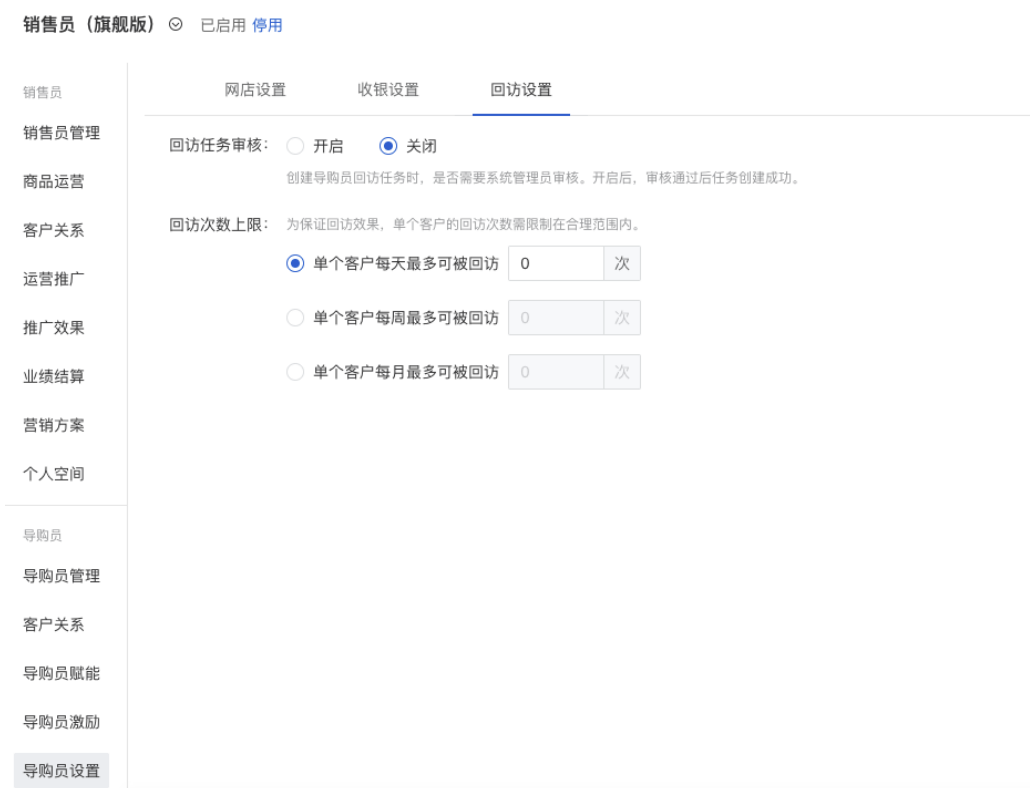 销售员（旗舰版） 已启用 停用
销售员
销售员管理
商品运营
客户关系
运营推广
推广效果
业绩结算
营销方案
个人空间
导购员
导购员管理
客户关系
导购员赋能
导购员激励
导购员设置
网店设置 收银设置 回访设置
回访任务审核： 开启 关闭
创建导购员回访任务时，是否需要系统管理员审核。开启后，审核通过后任务创建成功。
回访次数上限： 为保证回访效果，单个客户的回访次数需限制在合理范围内。
单个客户每天最多可被回访 0 次
单个客户每周最多可被回访 0 次
单个客户每月最多可被回访 0 次